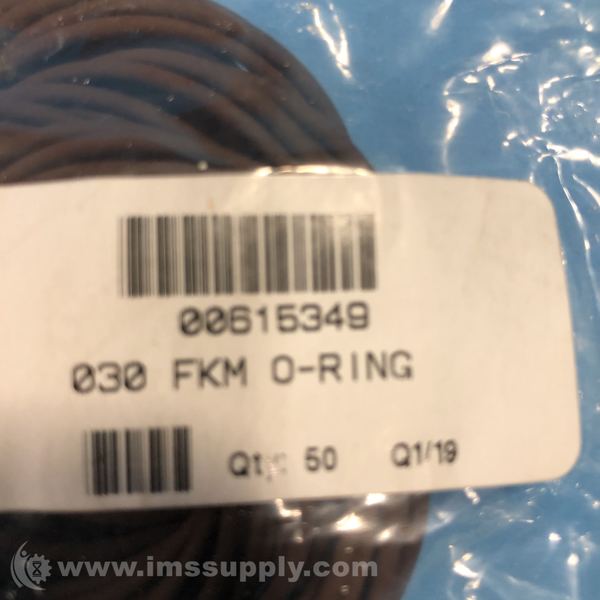 00615349
030 FKM O-RING
Qty: 50 Q1/19
www.imssupply.com